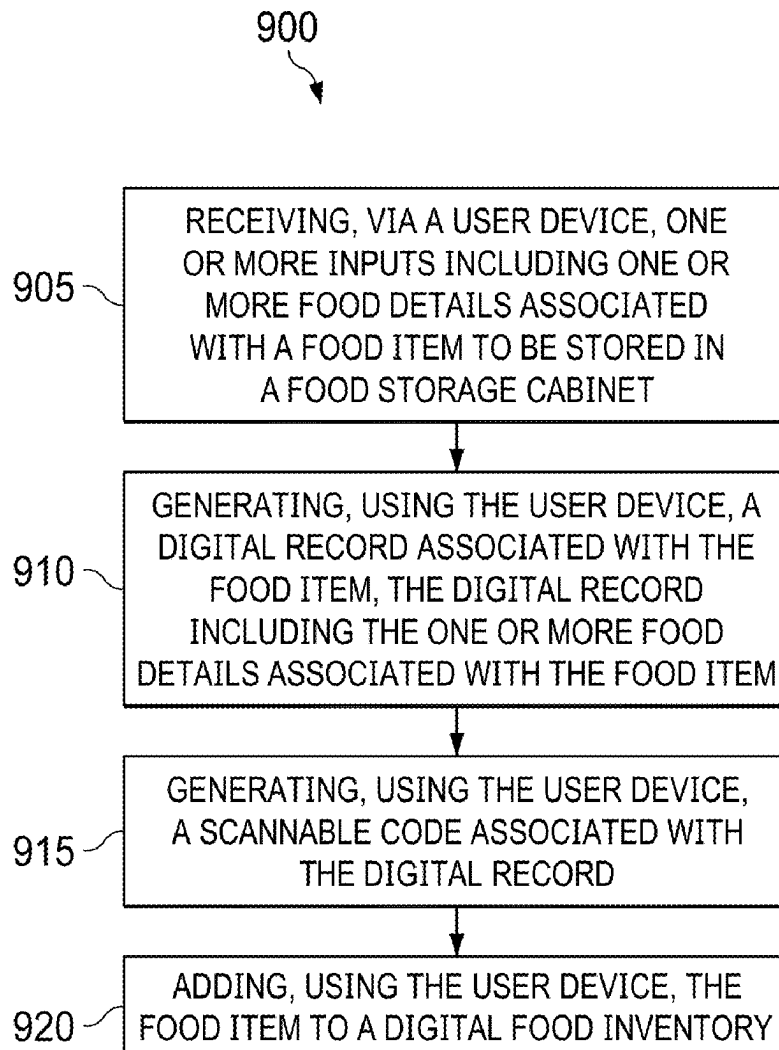 900
905
RECEIVING, VIA A USER DEVICE, ONE
OR MORE INPUTS INCLUDING ONE OR
MORE FOOD DETAILS ASSOCIATED
WITH A FOOD ITEM TO BE STORED IN
A FOOD STORAGE CABINET
910
GENERATING, USING THE USER DEVICE, A
DIGITAL RECORD ASSOCIATED WITH THE
FOOD ITEM, THE DIGITAL RECORD
INCLUDING THE ONE OR MORE FOOD
DETAILS ASSOCIATED WITH THE FOOD ITEM
915
GENERATING, USING THE USER DEVICE,
A SCANNABLE CODE ASSOCIATED WITH
THE DIGITAL RECORD
920
ADDING, USING THE USER DEVICE, THE
FOOD ITEM TO A DIGITAL FOOD INVENTORY